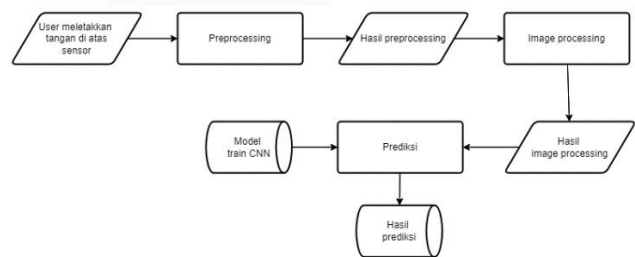 User meletakkan
tangan di atas
sensor
Preprocessing
Hasil preprocessing
Image processing
Model
train CNN
Prediksi
Hasil
image processing
Hasil
prediksi